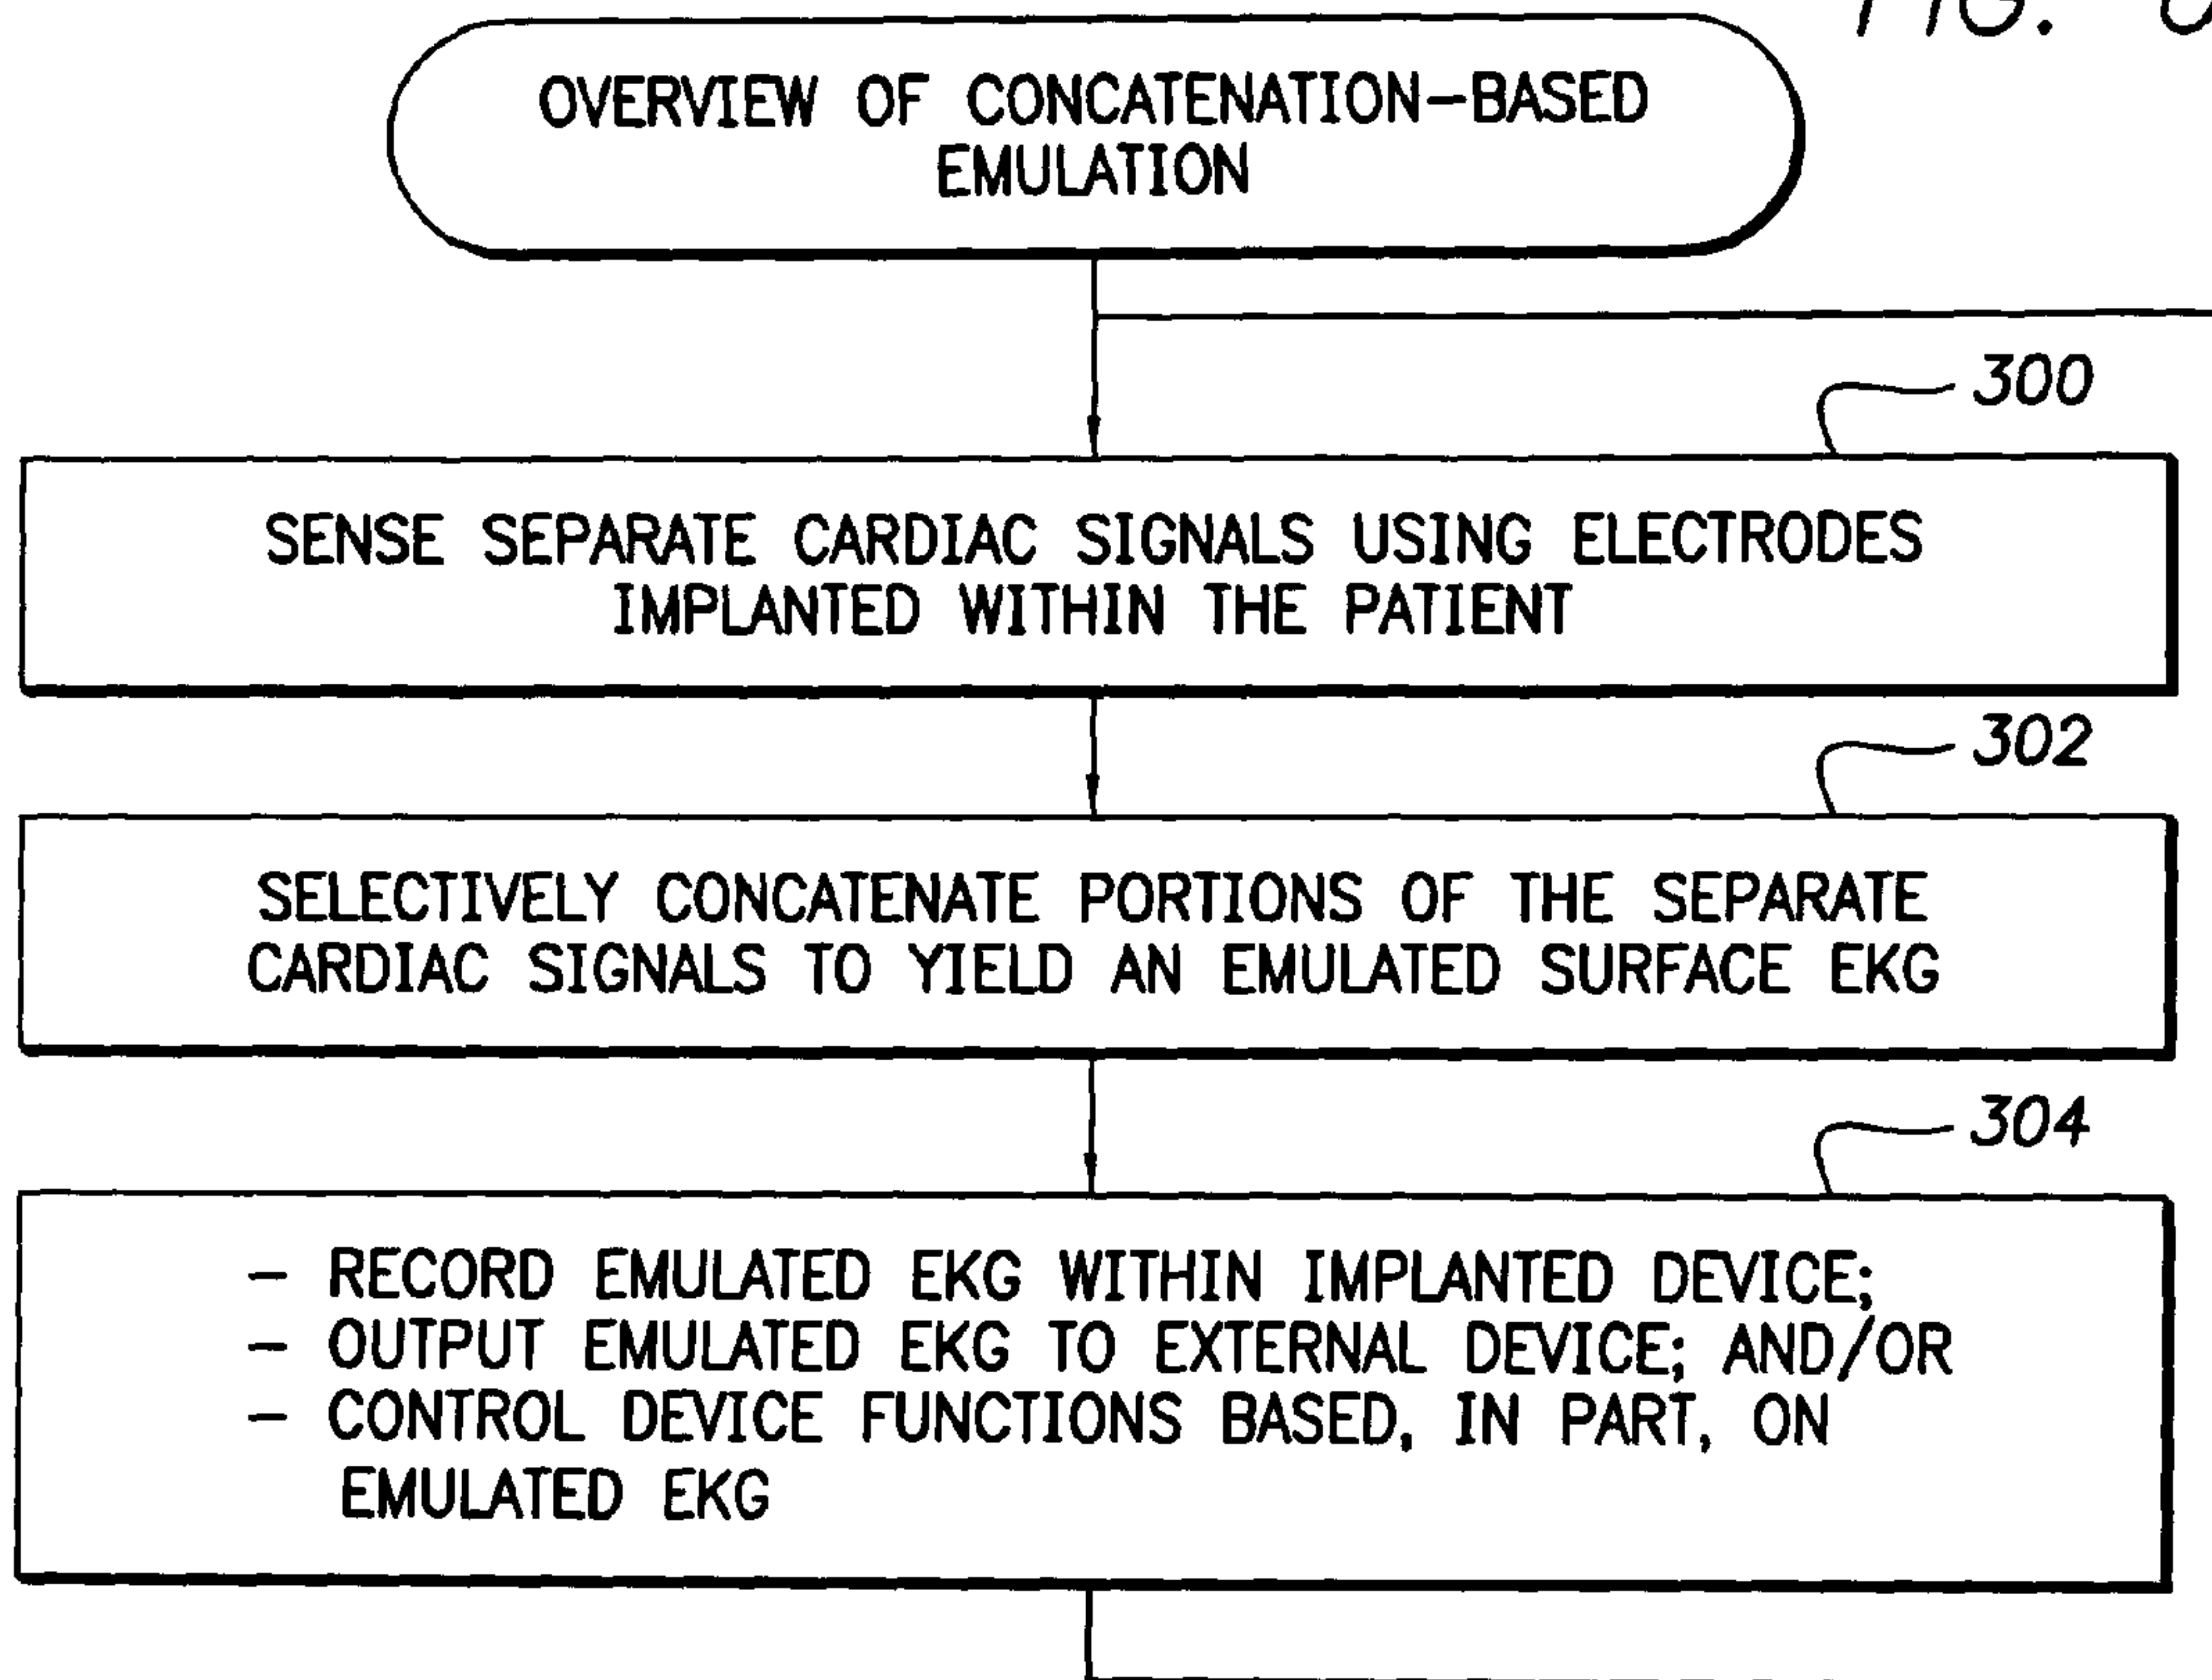 FIG.
OVERVIEW OF CONCATENATION-BASED
EMULATION
300
SENSE SEPARATE CARDIAC SIGNALS USING ELECTRODES
IMPLANTED WITHIN THE PATIENT
302
SELECTIVELY CONCATENATE PORTIONS OF THE SEPARATE
CARDIAC SIGNALS TO YIELD AN EMULATED SURFACE EKG
304
- RECORD EMULATED EKG WITHIN IMPLANTED DEVICE;
- OUTPUT EMULATED EKG TO EXTERNAL DEVICE; AND/OR
- CONTROL DEVICE FUNCTIONS BASED, IN PART, ON
EMULATED EKG